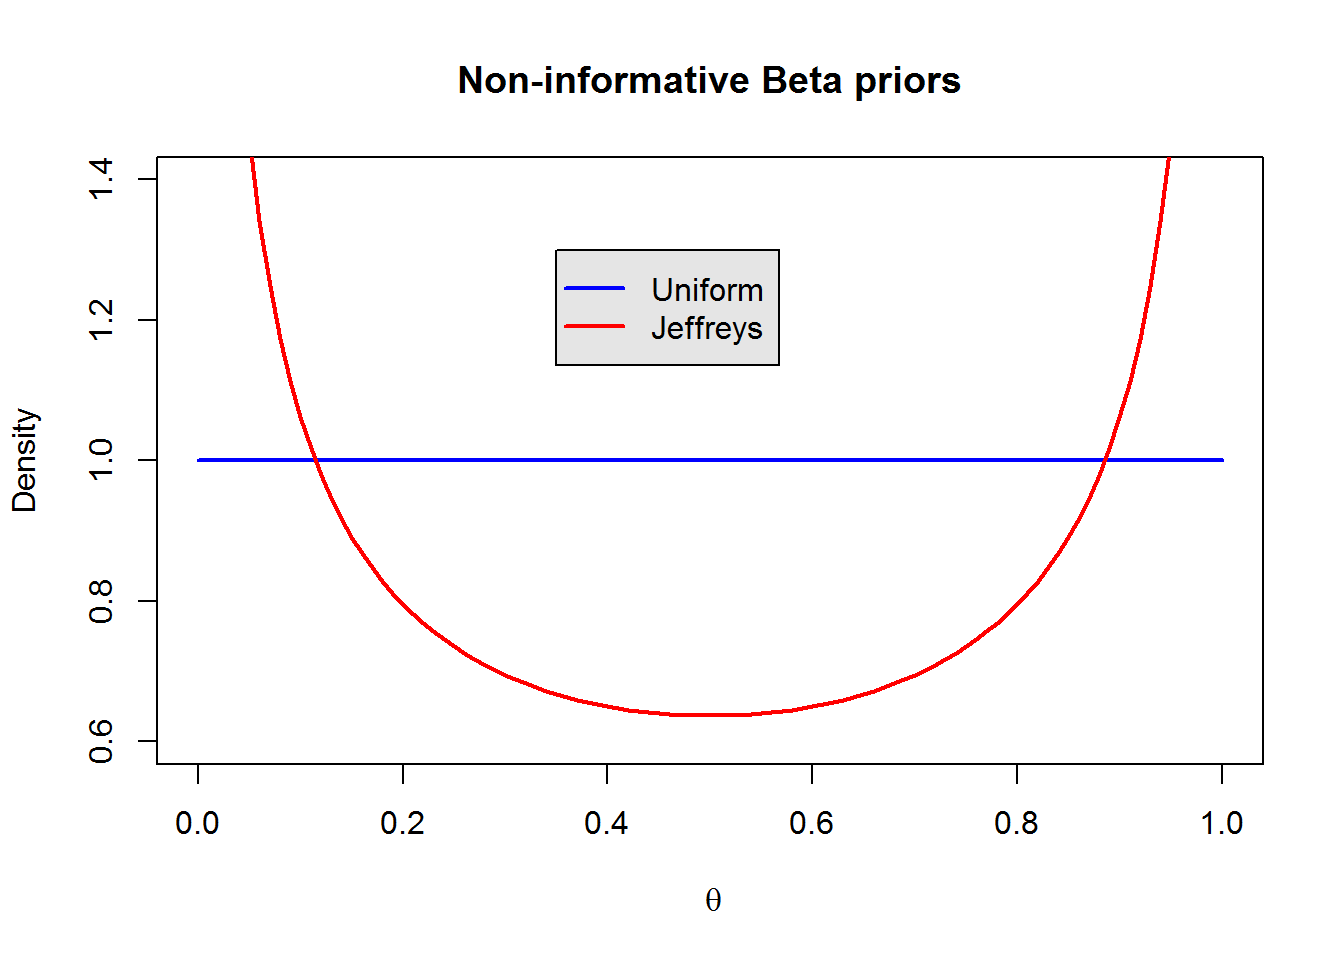 Non-informative Beta priors
Density
1.4
1.2
1.0
0.8
0.6
Uniform
Jeffreys
0.0 0.2 0.4 0.6 0.8 1.0
θ